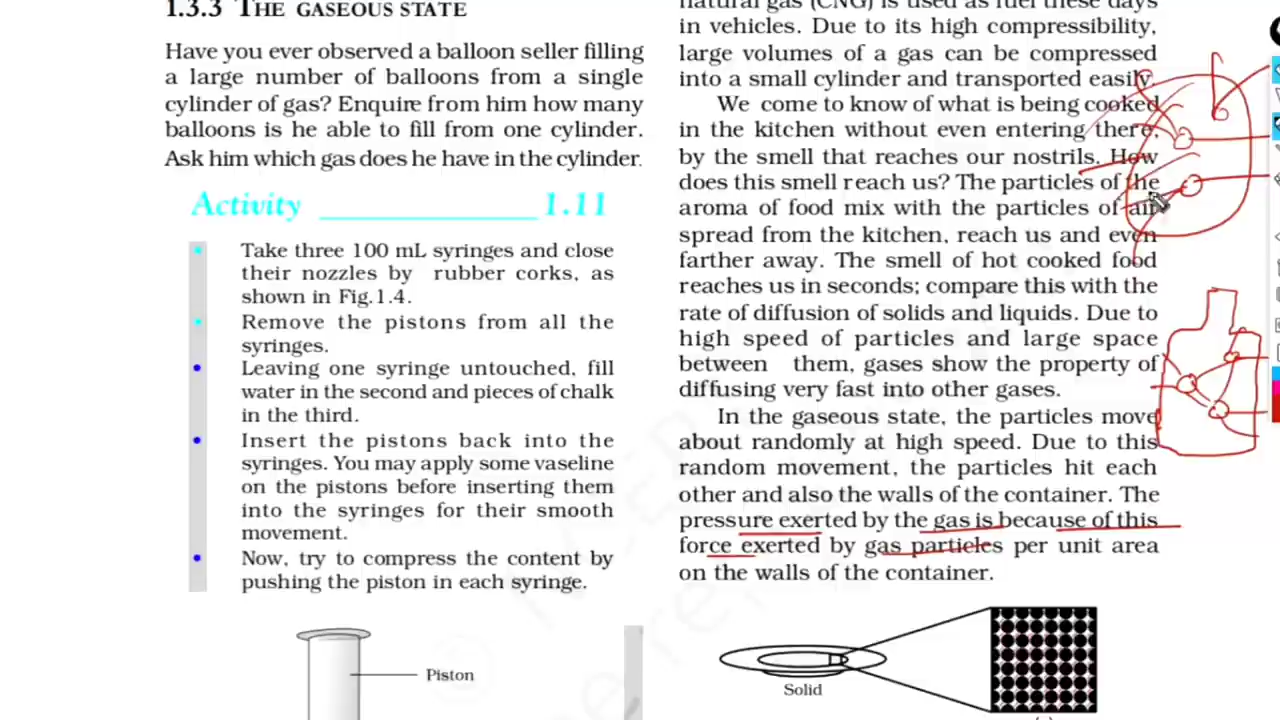 1.3.3 THE GASEOUS STATE
Have you ever observed a balloon seller filling
a large number of balloons from a single
cylinder of gas? Enquire from him how many
balloons is he able to fill from one cylinder.
Ask him which gas does he have in the cylinder.
Activity ______________ 1.11
• Take three 100 mL syringes and close
their nozzles by rubber corks, as
shown in Fig.1.4.
• Remove the pistons from all the
syringes.
• Leaving one syringe untouched, fill
water in the second and pieces of chalk
in the third.
• Insert the pistons back into the
syringes. You may apply some vaseline
on the pistons before inserting them
into the syringes for their smooth
movement.
• Now, try to compress the content by
pushing the piston in each syringe.
Piston
natural gas (CNG) is used as fuel these days
in vehicles. Due to its high compressibility,
large volumes of a gas can be compressed
into a small cylinder and transported easily.
We come to know of what is being cooked
in the kitchen without even entering there,
by the smell that reaches our nostrils. How
does this smell reach us? The particles of the
aroma of food mix with the particles of air
spread from the kitchen, reach us and even
farther away. The smell of hot cooked food
reaches us in seconds; compare this with the
rate of diffusion of solids and liquids. Due to
high speed of particles and large space
between them, gases show the property of
diffusing very fast into other gases.
In the gaseous state, the particles move
about randomly at high speed. Due to this
random movement, the particles hit each
other and also the walls of the container. The
pressure exerted by the gas is because of this
force exerted by gas particles per unit area
on the walls of the container.
Solid